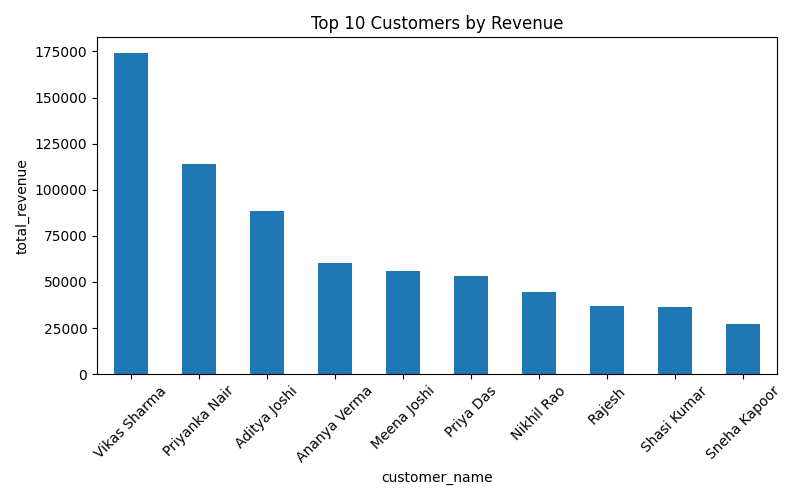 Top 10 Customers by Revenue
total_revenue
175000
150000
125000
100000
75000
50000
25000
0
Vikas Sharma
Priyanka Nair
Aditya Joshi
Ananya Verma
Meena Joshi
Priya Das
Nikhil Rao
Rajesh
Shasi Kumar
Sneha Kapoor
customer_name